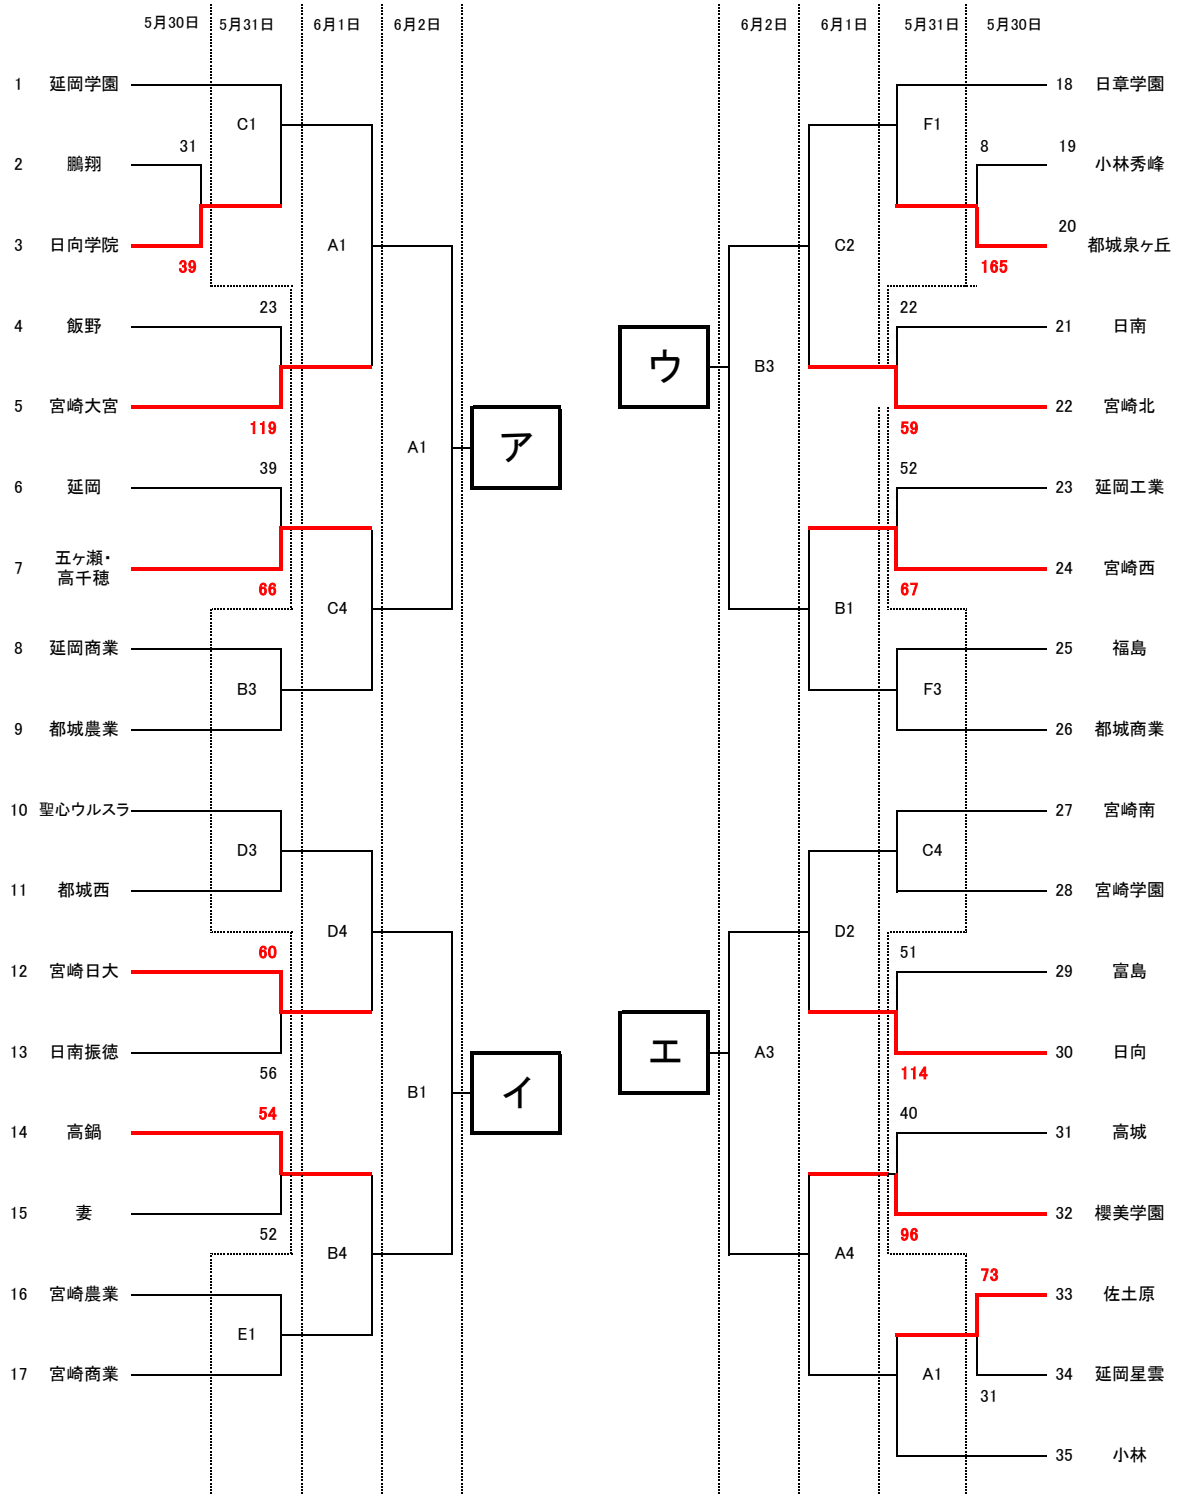 5月30日 5月31日 6月1日 6月2日 6月2日 6月1日 5月31日 5月30日
1 延岡学園
C1
31
2 鵬翔
3 日向学院
A1
39
23
4 飯野
5 宮崎大宮
119
A1
ア
39
6 延岡
7 五ヶ瀬・
高千穂
66
C4
8 延岡商業
B3
9 都城農業
10 聖心ウルスラ
D3
11 都城西
D4
60
12 宮崎日大
13 日南振徳
56
B1
イ
54
14 高鍋
15 妻
52
B4
16 宮崎農業
E1
17 宮崎商業
18 日章学園
F1
8
19 小林秀峰
20 都城泉ヶ丘
C2
165
22
21 日南
ウ
B3
22 宮崎北
59
52
23 延岡工業
24 宮崎西
67
B1
25 福島
F3
26 都城商業
27 宮崎南
C4
28 宮崎学園
D2
51
29 富島
エ
A3
30 日向
114
40
31 高城
32 櫻美学園
96
A4
73
33 佐土原
A1
34 延岡星雲
31
35 小林